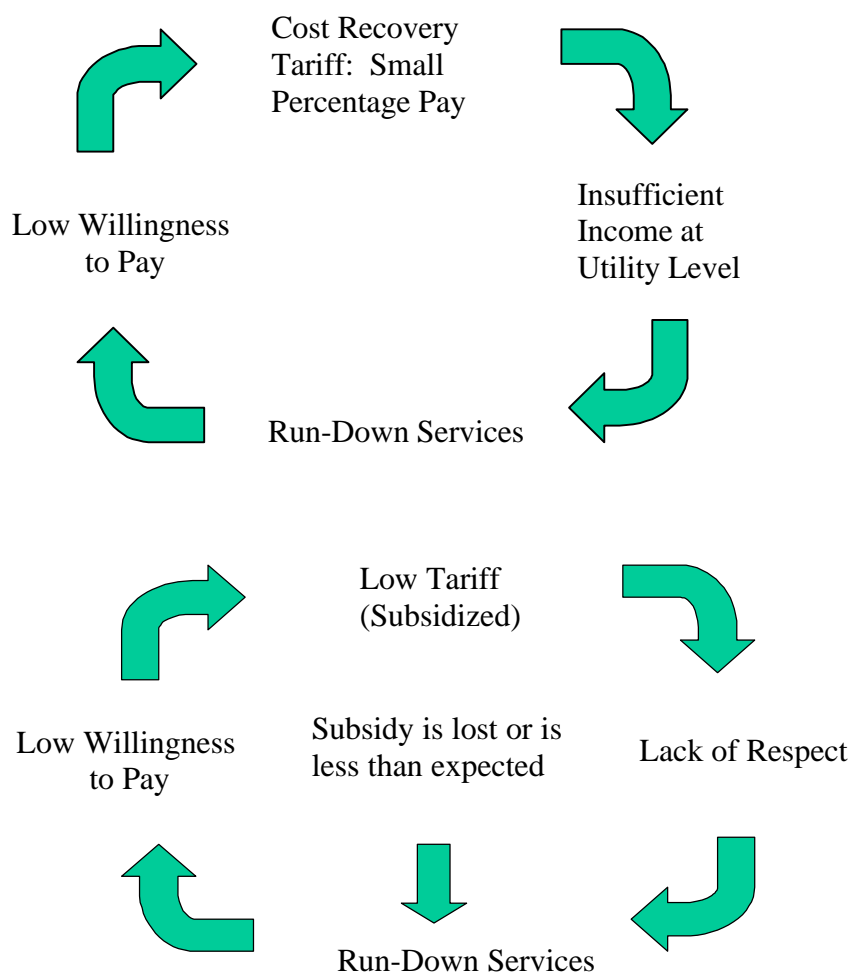 Cost Recovery
Tariff: Small
Percentage Pay
Insufficient
Income at
Utility Level
Low Willingness
to Pay
Run-Down Services
Low Tariff
(Subsidized)
Low Willingness
to Pay
Subsidy is lost or is
less than expected
Lack of Respect
Run-Down Services